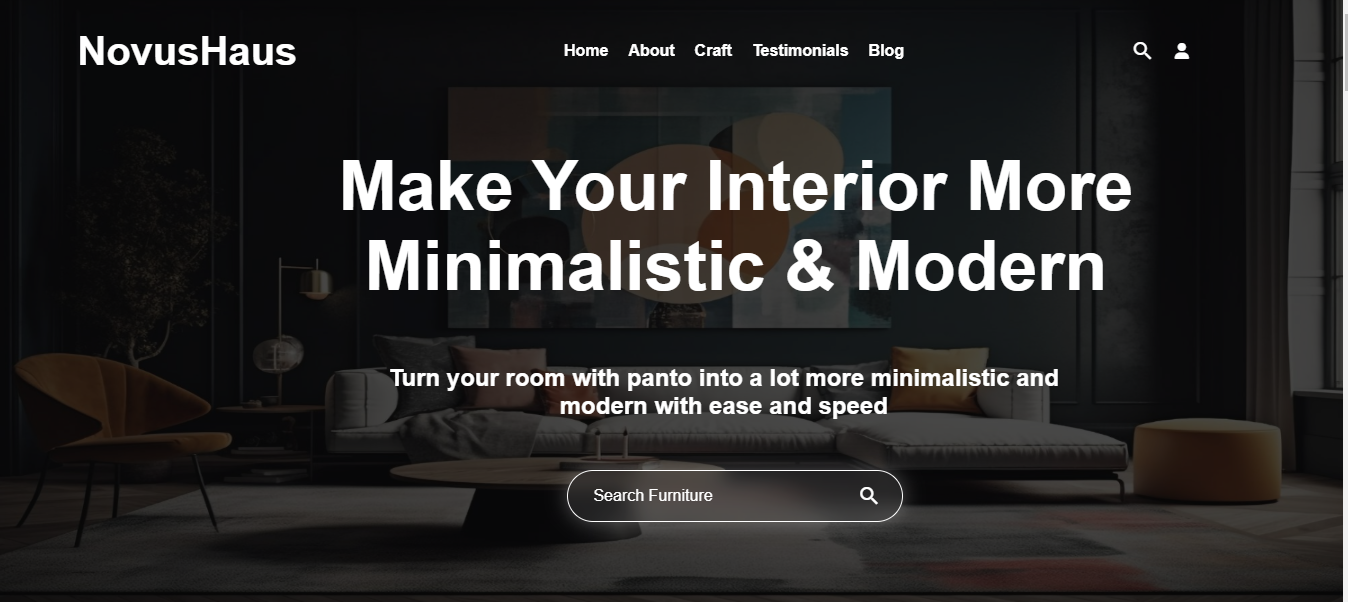 NovusHaus
Home About Craft Testimonials Blog
Make Your Interior More
Minimalistic & Modern
Turn your room with panto into a lot more minimalistic and
modern with ease and speed
Search Furniture